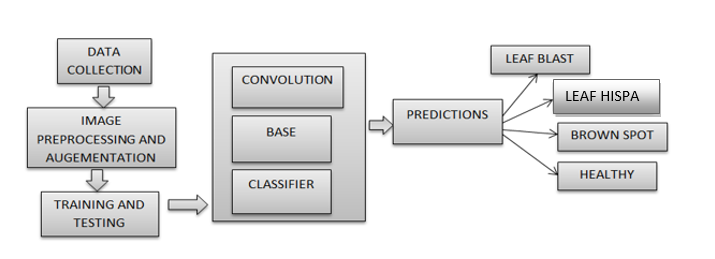 DATA
COLLECTION
IMAGE
PREPROCESSING AND
AUGEMENTATION
TRAINING AND
TESTING
CONVOLUTION
BASE
CLASSIFIER
PREDICTIONS
LEAF BLAST
LEAF HISPA
BROWN SPOT
HEALTHY